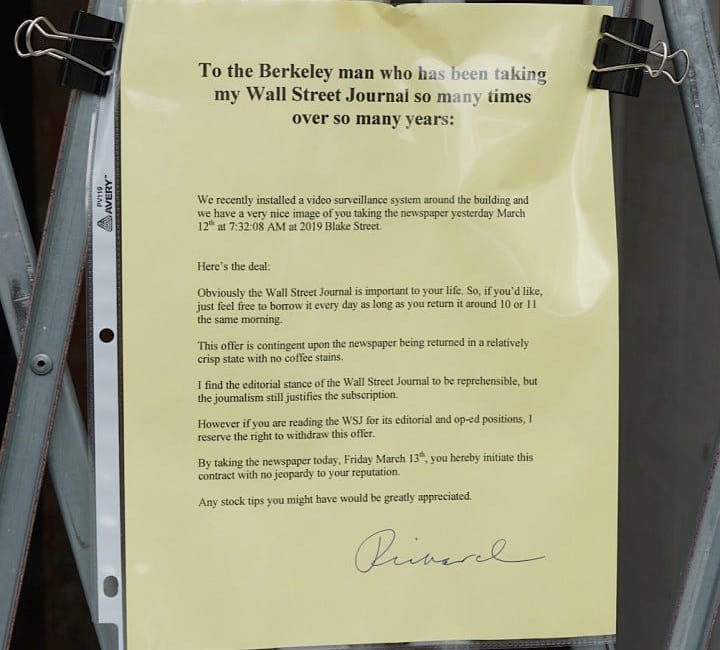 To the Berkeley man who has been taking
my Wall Street Journal so many times
over so many years:
We recently installed a video surveillance system around the building and
we have a very nice image of you taking the newspaper yesterday March
12th at 7:32:08 AM at 2019 Blake Street.
Here's the deal:
Obviously the Wall Street Journal is important to your life. So, if you'd like,
just feel free to borrow it every day as long as you return it around 10 or 11
the same morning.
This offer is contingent upon the newspaper being returned in a relatively
crisp state with no coffee stains.
I find the editorial stance of the Wall Street Journal to be reprehensible, but
the journalism still justifies the subscription.
However if you are reading the WSJ for its editorial and op-ed positions, I
reserve the right to withdraw this offer.
By taking the newspaper today, Friday March 13th, you hereby initiate this
contract with no jeopardy to your reputation.
Any stock tips you might have would be greatly appreciated.
Richard
PV119
AVERY™